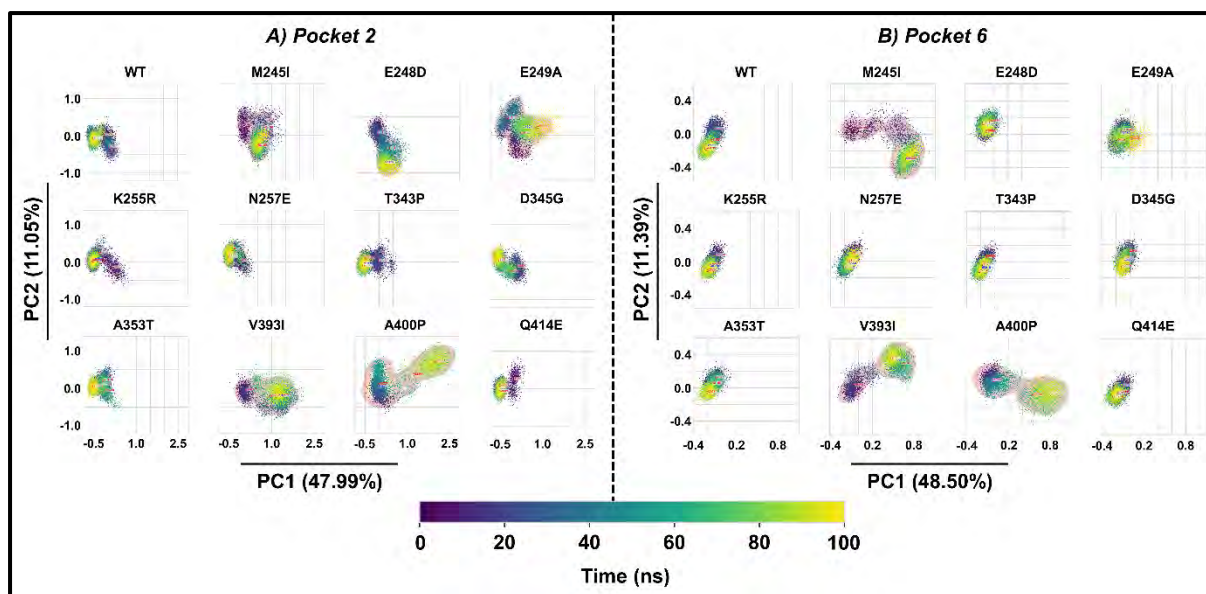 A) Pocket 2
WT M245I E248D E249A
1.0
0.0
-1.0
K255R N257E T343P D345G
1.0
0.0
-1.0
A353T V393I A400P Q414E
1.0
0.0
-1.0
-0.5 1.0 2.5 -0.5 1.0 2.5 -0.5 1.0 2.5 -0.5 1.0 2.5
PC2 (11.05%)
PC1 (47.99%)
B) Pocket 6
WT M245I E248D E249A
0.4
0.0
-0.4
K255R N257E T343P D345G
0.4
0.0
-0.4
A353T V393I A400P Q414E
0.4
0.0
-0.4
-0.4 0.2 0.8 -0.4 0.2 0.8 -0.4 0.2 0.8 -0.4 0.2 0.8
PC2 (11.39%)
PC1 (48.50%)
0 20 40 60 80 100
Time (ns)